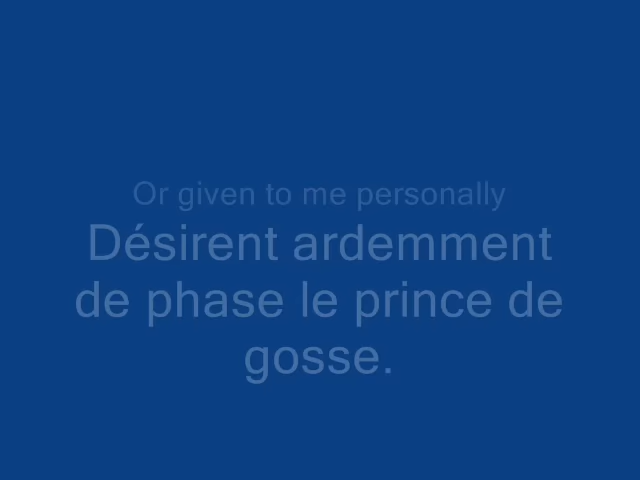 Or given to me personally
Désirent ardemment
de phase le prince de
gosse.